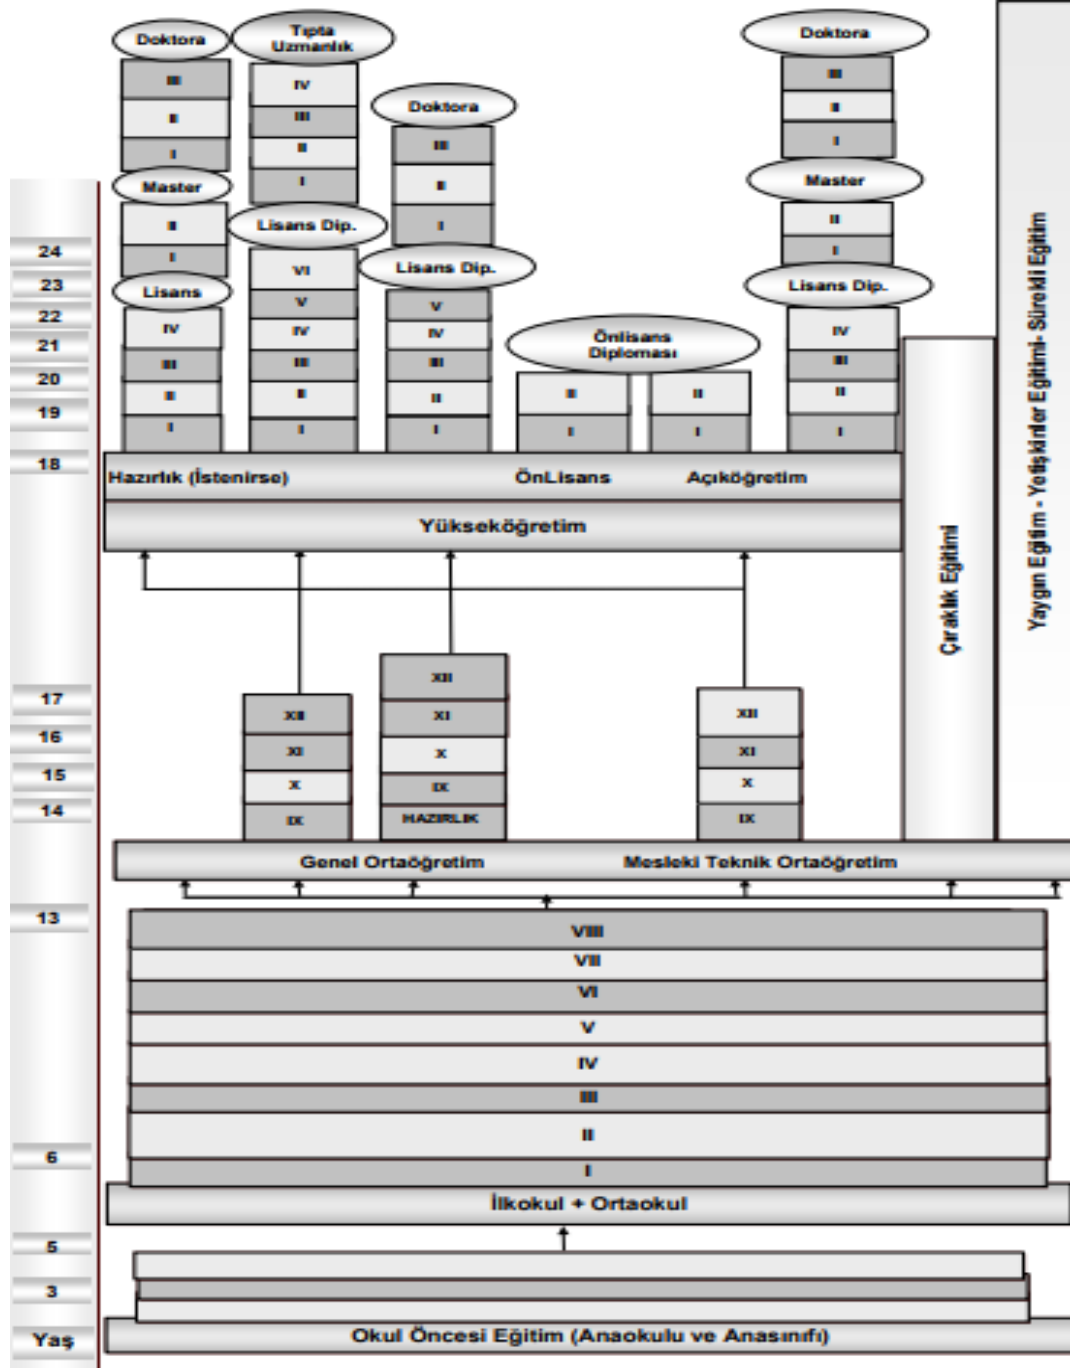 Doktora
Tıpta
Uzmanlık
Doktora
III
IV
III
Doktora
II
III
II
III
I
II
I
II
Master
I
Master
I
II
Lisans Dip.
II
I
I
Lisans Dip.
Lisans
VI
V
Lisans Dip.
IV
V
IV
IV
III
IV
III
Önlisans
Diploması
III
III
II
II
II
II
II
II
I
I
I
I
I
I
Hazırlık (İstenirse)
ÖnLisans
Açıköğretim
Yükseköğretim
XII
XII
XII
XI
XI
XI
X
X
X
IX
IX
IX
HAZIRLIK
Genel Ortaöğretim
Mesleki Teknik Ortaöğretim
Çıraklık Eğitimi
Yaygın Eğitim - Yetişkinler Eğitimi- Sürekli Eğitim
VIII
VII
VI
V
IV
III
II
I
İlkokul + Ortaokul
Okul Öncesi Eğitim (Anaokulu ve Anasınıfı)
24
23
22
21
20
19
18
17
16
15
14
13
6
5
3
Yaş